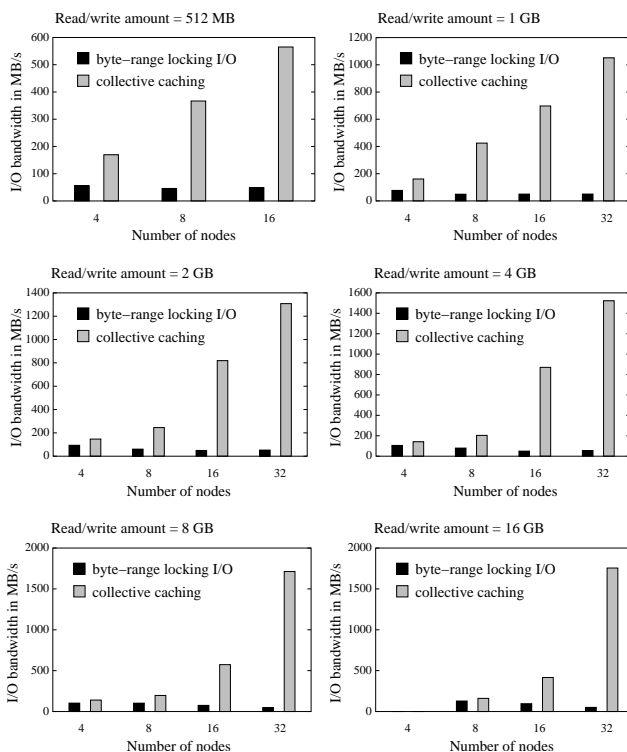 Read/write amount = 512 MB
600
500
400
300
200
100
0
I/O bandwidth in MB/s
byte−range locking I/O
collective caching
4 8 16
Number of nodes
Read/write amount = 1 GB
1200
1000
800
600
400
200
0
I/O bandwidth in MB/s
byte−range locking I/O
collective caching
4 8 16 32
Number of nodes
Read/write amount = 2 GB
1400
1200
1000
800
600
400
200
0
I/O bandwidth in MB/s
byte−range locking I/O
collective caching
4 8 16 32
Number of nodes
Read/write amount = 4 GB
1600
1400
1200
1000
800
600
400
200
0
I/O bandwidth in MB/s
byte−range locking I/O
collective caching
4 8 16 32
Number of nodes
Read/write amount = 8 GB
2000
1500
1000
500
0
I/O bandwidth in MB/s
byte−range locking I/O
collective caching
4 8 16 32
Number of nodes
Read/write amount = 16 GB
2000
1500
1000
500
0
I/O bandwidth in MB/s
byte−range locking I/O
collective caching
4 8 16 32
Number of nodes